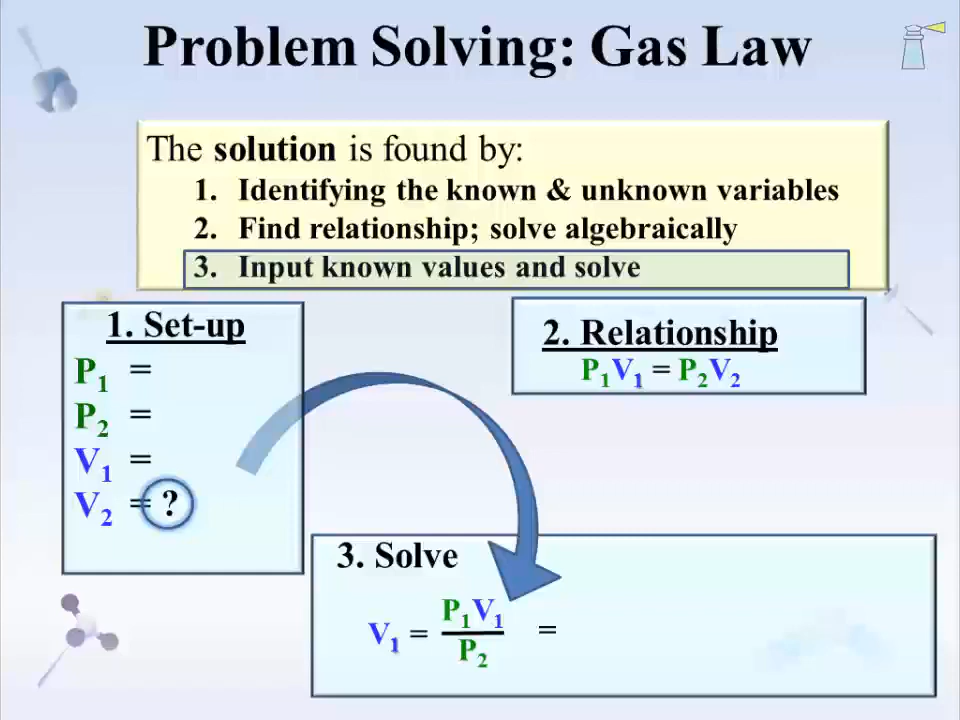 Problem Solving: Gas Law
The solution is found by:
1. Identifying the known & unknown variables
2. Find relationship; solve algebraically
3. Input known values and solve
1. Set-up
P₁ =
P₂ =
V₁ =
V₂ = ?
2. Relationship
P₁V₁ = P₂V₂
3. Solve
V₁ = P₁V₁ / P₂ =